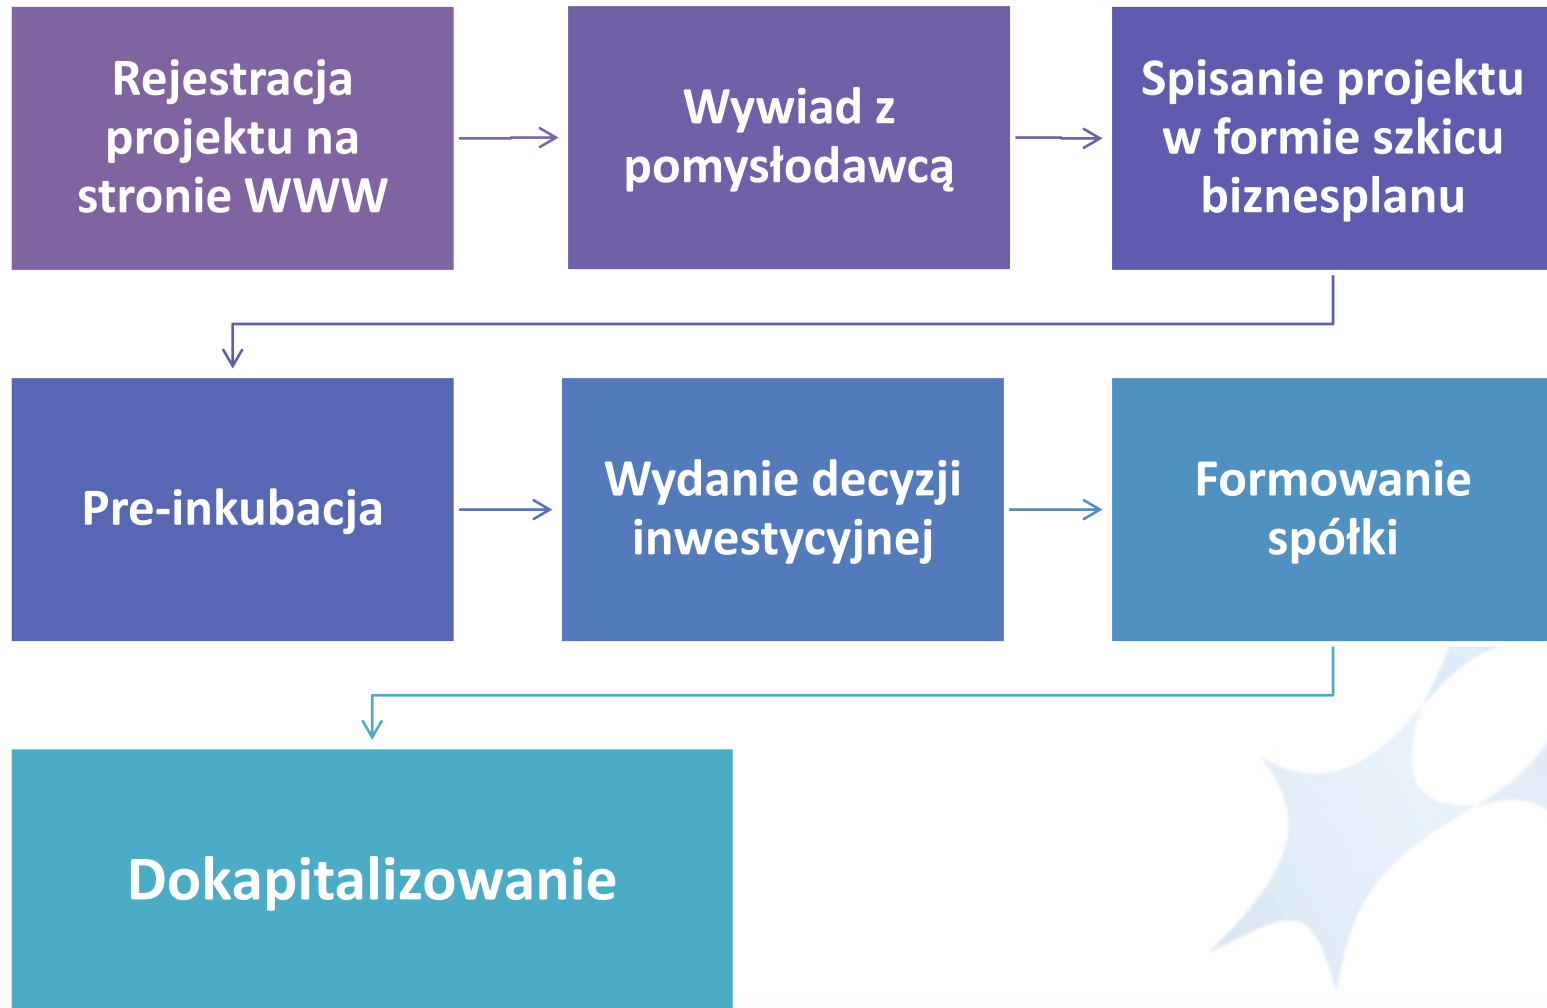 Rejestracja
projektu na
stronie WWW
Wywiad z
pomysłodawcą
Spisanie projektu
w formie szkicu
biznesplanu
Pre-inkubacja
Wydanie decyzji
inwestycyjnej
Formowanie
spółki
Dokapitalizowanie